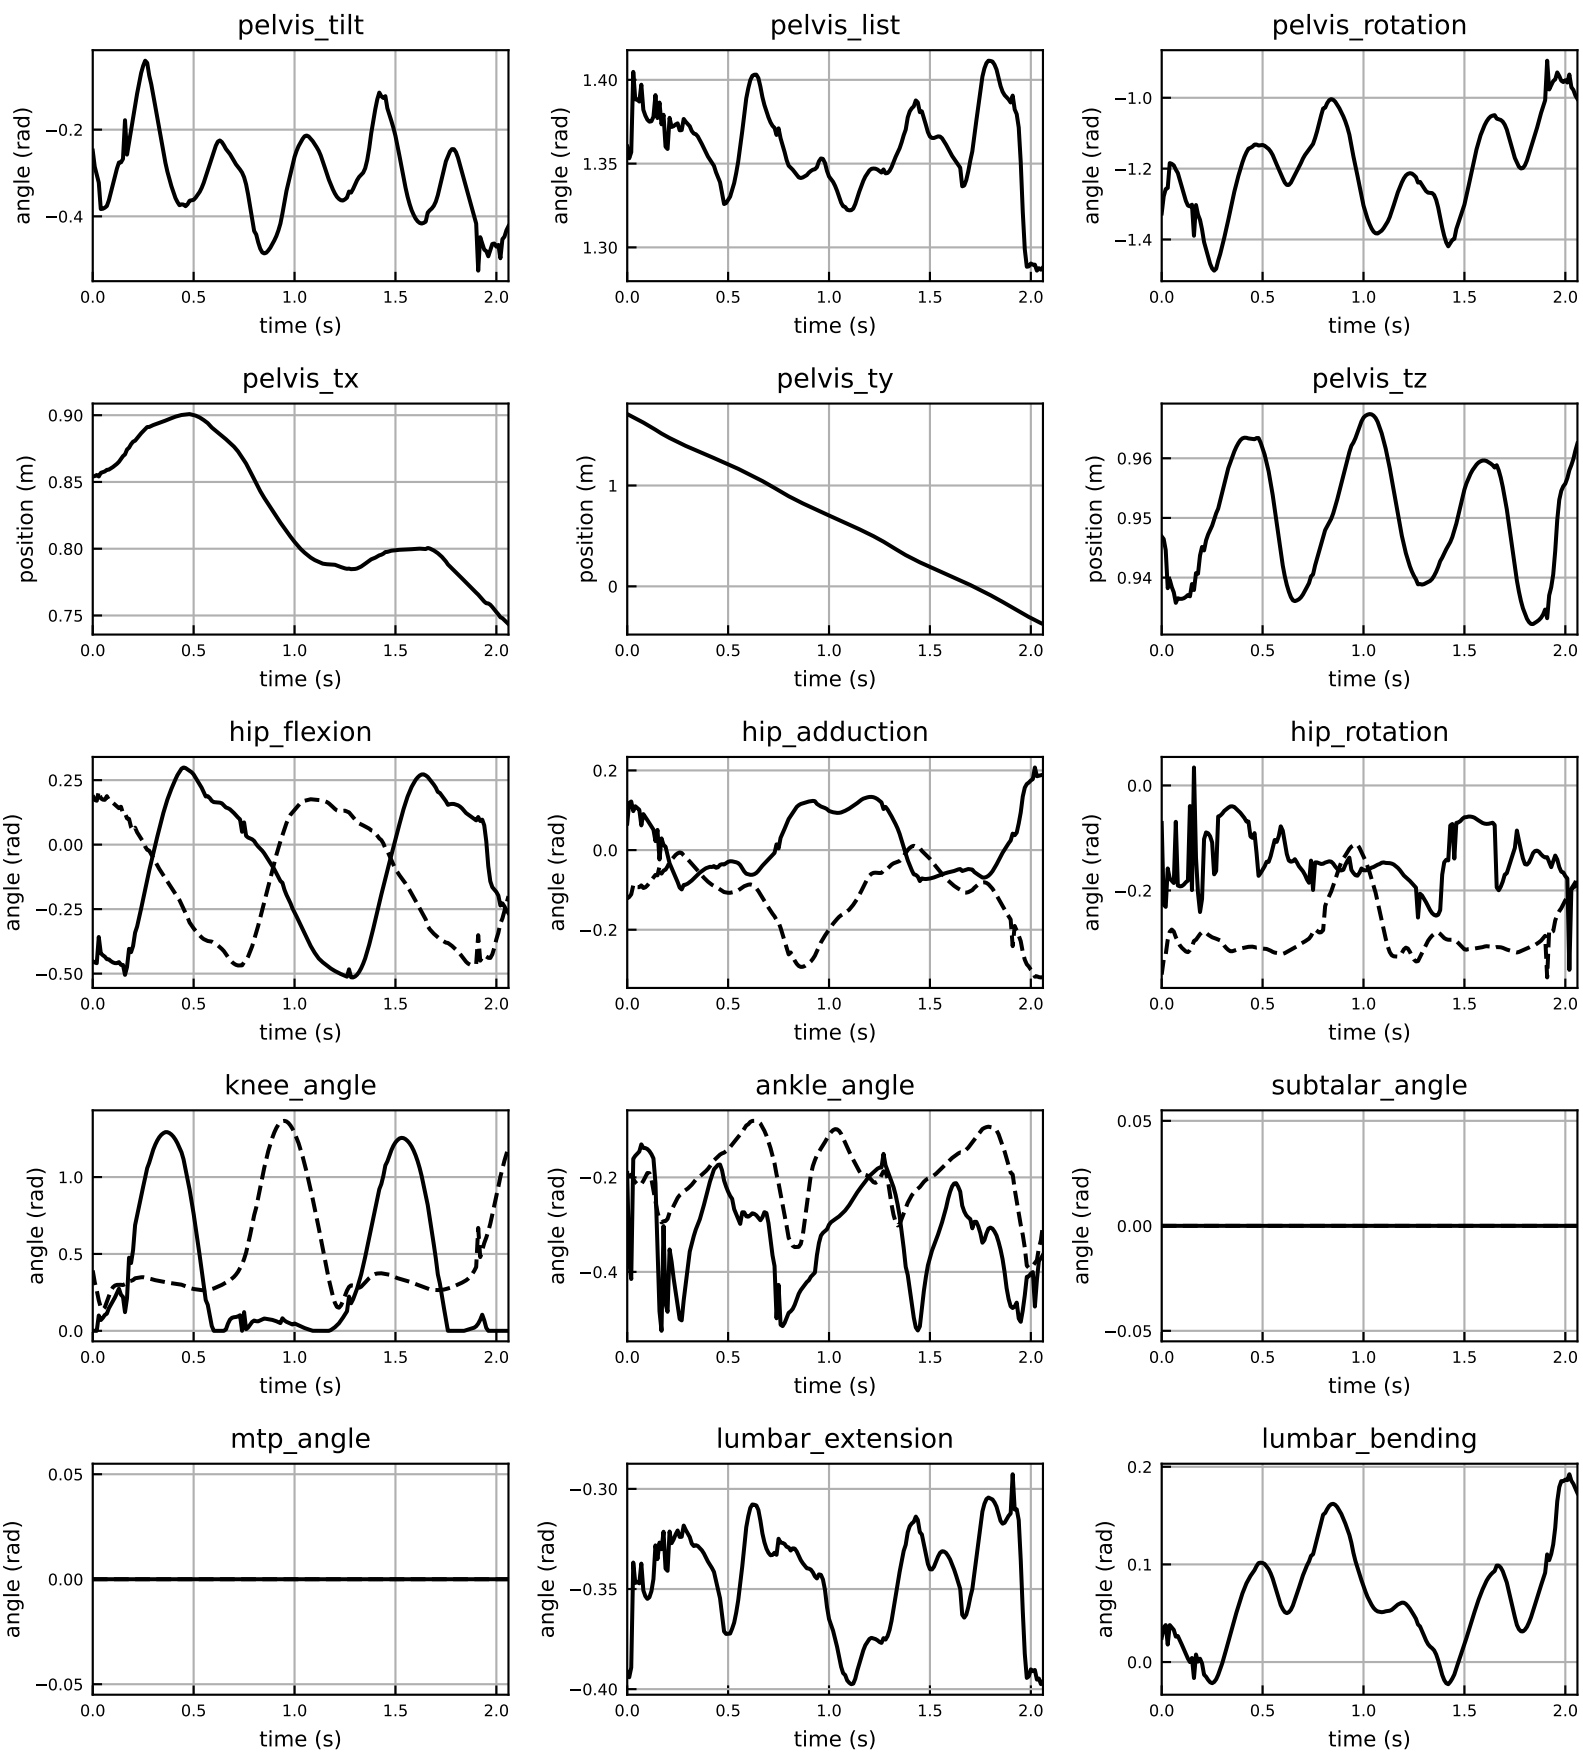 pelvis_tilt
angle (rad)
−0.2
−0.4
0.0 0.5 1.0 1.5 2.0
time (s)
pelvis_list
angle (rad)
1.40
1.35
1.30
0.0 0.5 1.0 1.5 2.0
time (s)
pelvis_rotation
angle (rad)
−1.0
−1.2
−1.4
0.0 0.5 1.0 1.5 2.0
time (s)
pelvis_tx
position (m)
0.90
0.85
0.80
0.75
0.0 0.5 1.0 1.5 2.0
time (s)
pelvis_ty
position (m)
1
0
0.0 0.5 1.0 1.5 2.0
time (s)
pelvis_tz
position (m)
0.96
0.95
0.94
0.0 0.5 1.0 1.5 2.0
time (s)
hip_flexion
angle (rad)
0.25
0.00
−0.25
−0.50
0.0 0.5 1.0 1.5 2.0
time (s)
hip_adduction
angle (rad)
0.2
0.0
−0.2
0.0 0.5 1.0 1.5 2.0
time (s)
hip_rotation
angle (rad)
0.0
−0.2
0.0 0.5 1.0 1.5 2.0
time (s)
knee_angle
angle (rad)
1.0
0.5
0.0
0.0 0.5 1.0 1.5 2.0
time (s)
ankle_angle
angle (rad)
−0.2
−0.4
0.0 0.5 1.0 1.5 2.0
time (s)
subtalar_angle
angle (rad)
0.05
0.00
−0.05
0.0 0.5 1.0 1.5 2.0
time (s)
mtp_angle
angle (rad)
0.05
0.00
−0.05
0.0 0.5 1.0 1.5 2.0
time (s)
lumbar_extension
angle (rad)
−0.30
−0.35
−0.40
0.0 0.5 1.0 1.5 2.0
time (s)
lumbar_bending
angle (rad)
0.2
0.1
0.0
0.0 0.5 1.0 1.5 2.0
time (s)